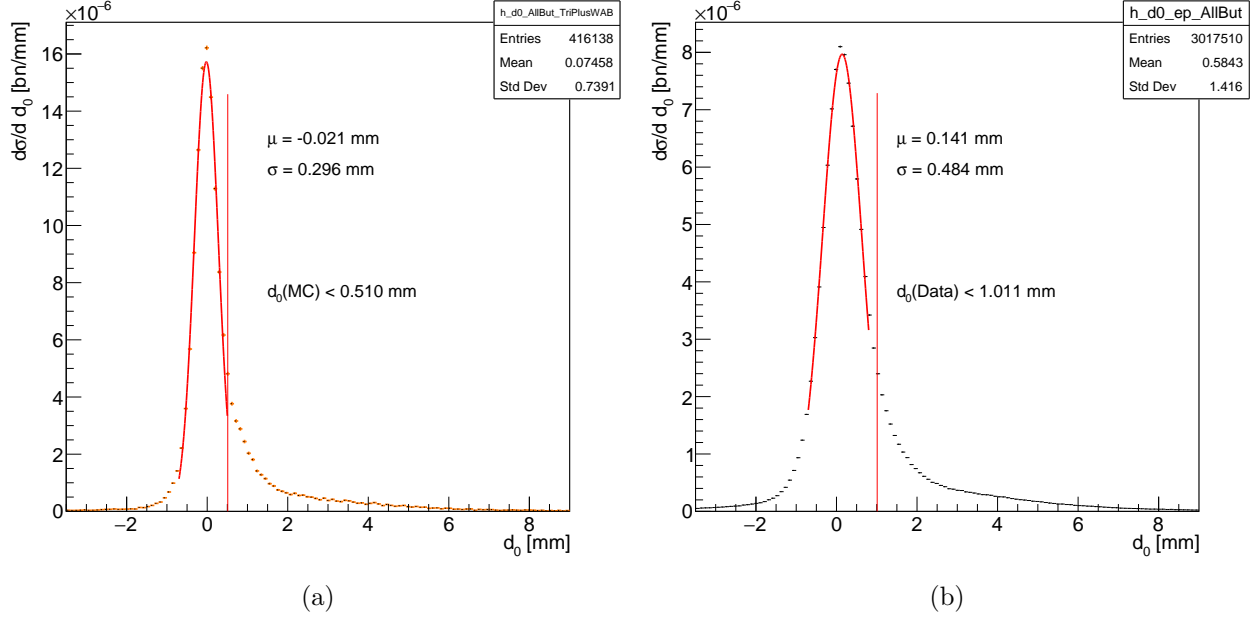 ×10⁻⁶
h_d0_AllBut_TriPlusWAB
Entries 416138
Mean 0.07458
Std Dev 0.7391
dσ/d d₀ [bn/mm]
16
14
12
10
8
6
4
2
0
μ = -0.021 mm
σ = 0.296 mm
d₀(MC) < 0.510 mm
−2 0 2 4 6 8
d₀ [mm]
(a)
×10⁻⁶
h_d0_ep_AllBut
Entries 3017510
Mean 0.5843
Std Dev 1.416
dσ/d d₀ [bn/mm]
8
7
6
5
4
3
2
1
0
μ = 0.141 mm
σ = 0.484 mm
d₀(Data) < 1.011 mm
−2 0 2 4 6 8
d₀ [mm]
(b)